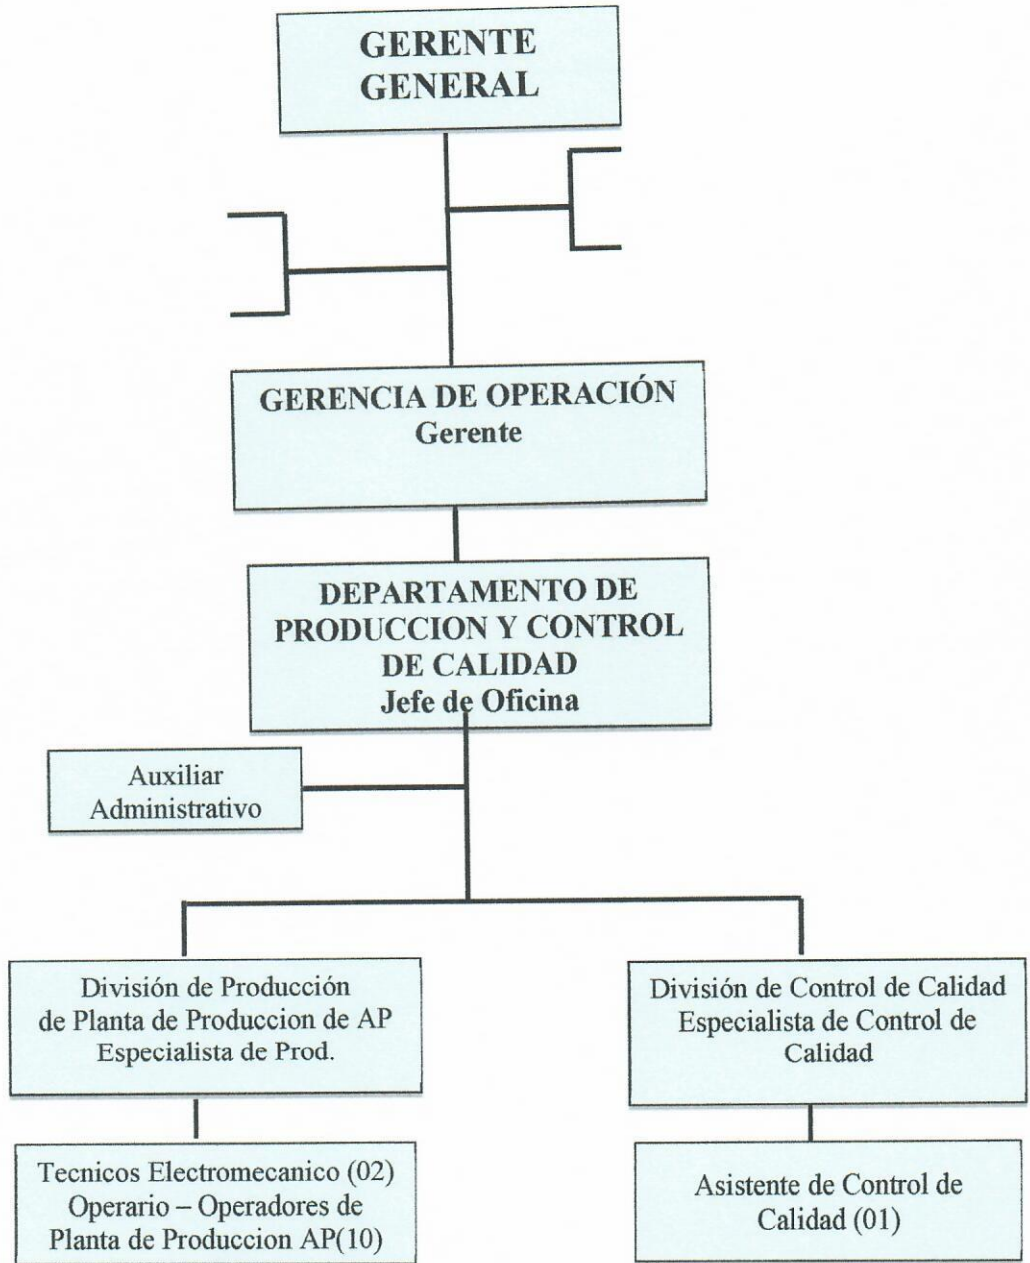 GERENTE
GENERAL
GERENCIA DE OPERACIÓN
Gerente
DEPARTAMENTO DE
PRODUCCION Y CONTROL
DE CALIDAD
Jefe de Oficina
Auxiliar
Administrativo
División de Producción
de Planta de Produccion de AP
Especialista de Prod.
División de Control de Calidad
Especialista de Control de
Calidad
Tecnicos Electromecanico (02)
Operario – Operadores de
Planta de Produccion AP(10)
Asistente de Control de
Calidad (01)